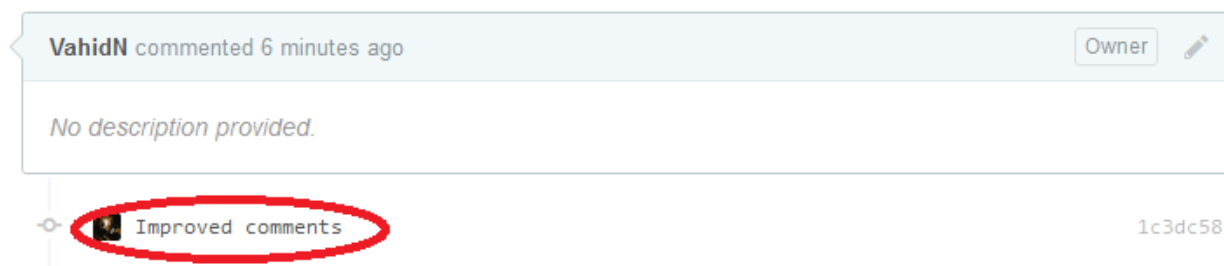 VahidN commented 6 minutes ago Owner
No description provided.
Improved comments 1c3dc58